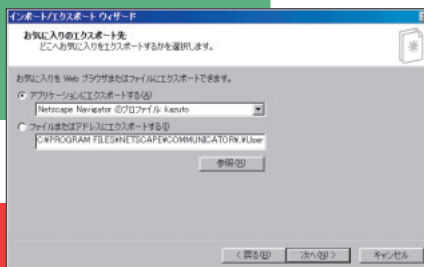 インポート/エクスポート ウィザード
お気に入りのエクスポート先
どこへお気に入りをエクスポートするかを選択します。
お気に入りを Web ブラウザまたはファイルにエクスポートできます。
アプリケーションにエクスポートする(A)
Netscape Navigator のプロファイル kazuto
ファイルまたはアドレスにエクスポートする(I)
C:¥PROGRAM FILES¥NETSCAPE¥COMMUNICATOR¥.¥User
参照(R)
< 戻る(B)
次へ(N) >
キャンセル